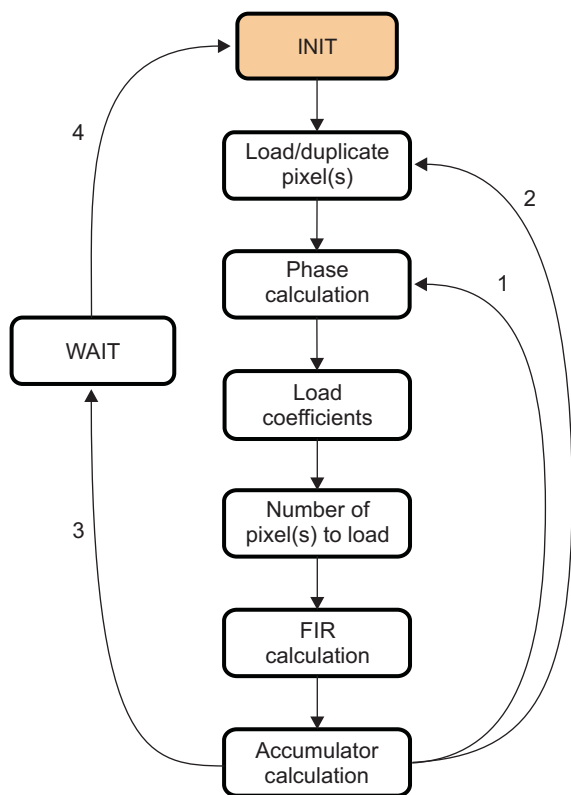 INIT
4
Load/duplicate
pixel(s)
2
Phase
calculation
1
WAIT
Load
coefficients
Number of
pixel(s) to load
3
FIR
calculation
Accumulator
calculation